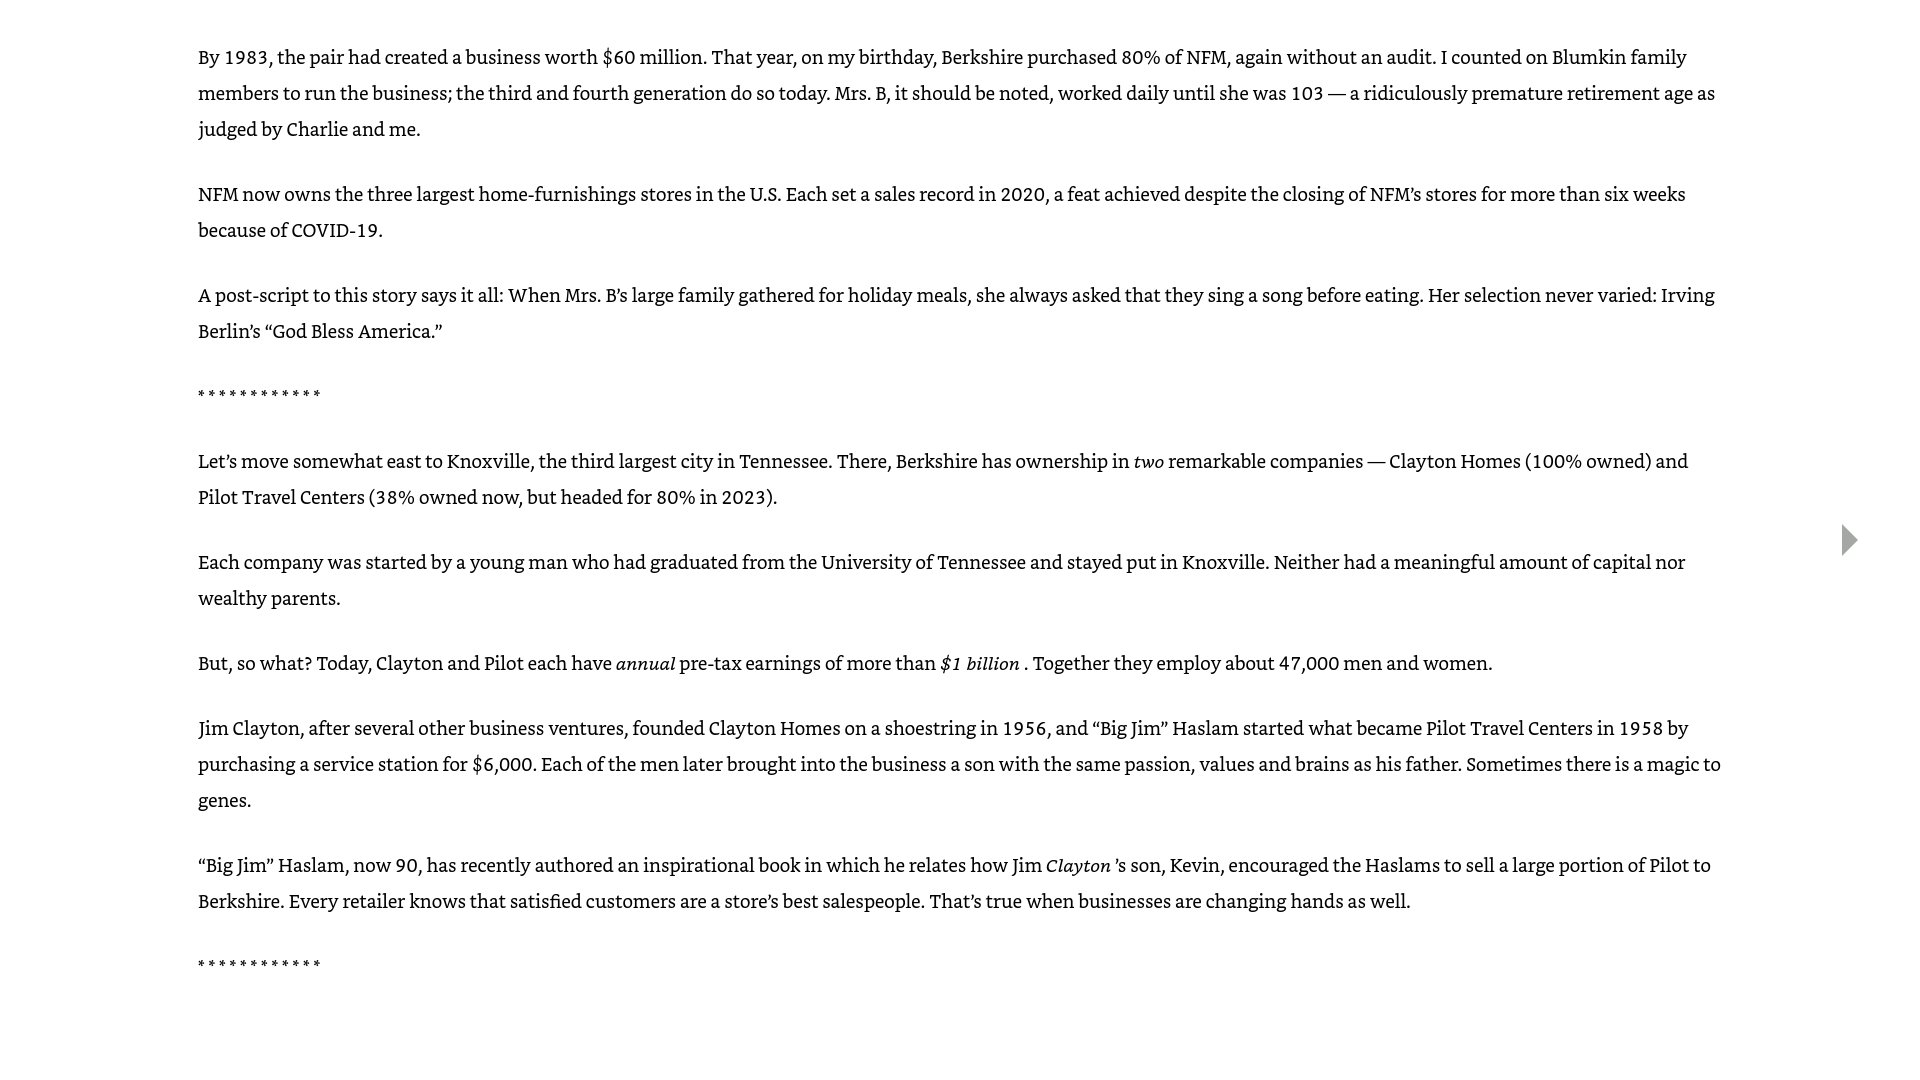 By 1983, the pair had created a business worth $60 million. That year, on my birthday, Berkshire purchased 80% of NFM, again without an audit. I counted on Blumkin family
members to run the business; the third and fourth generation do so today. Mrs. B, it should be noted, worked daily until she was 103 — a ridiculously premature retirement age as
judged by Charlie and me.
NFM now owns the three largest home-furnishings stores in the U.S. Each set a sales record in 2020, a feat achieved despite the closing of NFM’s stores for more than six weeks
because of COVID-19.
A post-script to this story says it all: When Mrs. B’s large family gathered for holiday meals, she always asked that they sing a song before eating. Her selection never varied: Irving
Berlin’s “God Bless America.”
* * * * * * * * * * * *
Let’s move somewhat east to Knoxville, the third largest city in Tennessee. There, Berkshire has ownership in two remarkable companies — Clayton Homes (100% owned) and
Pilot Travel Centers (38% owned now, but headed for 80% in 2023).
Each company was started by a young man who had graduated from the University of Tennessee and stayed put in Knoxville. Neither had a meaningful amount of capital nor
wealthy parents.
But, so what? Today, Clayton and Pilot each have annual pre-tax earnings of more than $1 billion . Together they employ about 47,000 men and women.
Jim Clayton, after several other business ventures, founded Clayton Homes on a shoestring in 1956, and “Big Jim” Haslam started what became Pilot Travel Centers in 1958 by
purchasing a service station for $6,000. Each of the men later brought into the business a son with the same passion, values and brains as his father. Sometimes there is a magic to
genes.
“Big Jim” Haslam, now 90, has recently authored an inspirational book in which he relates how Jim Clayton ’s son, Kevin, encouraged the Haslams to sell a large portion of Pilot to
Berkshire. Every retailer knows that satisfied customers are a store’s best salespeople. That’s true when businesses are changing hands as well.
* * * * * * * * * * * *